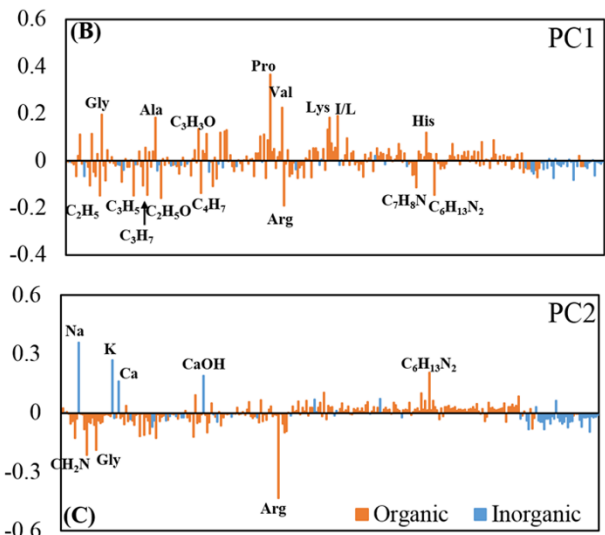 0.6
(B)
PC1
0.4
Pro
Val
0.2
Gly
Ala
C₃H₃O
Lys
I/L
His
0
-0.2
C₂H₅
C₃H₅
C₃H₇
C₂H₅O
C₄H₇
Arg
C₇H₈N
C₆H₁₃N₂
-0.4
0.6
PC2
Na
0.3
K
Ca
CaOH
C₆H₁₃N₂
0
CH₂N
Gly
-0.3
Arg
-0.6
(C)
Organic
Inorganic